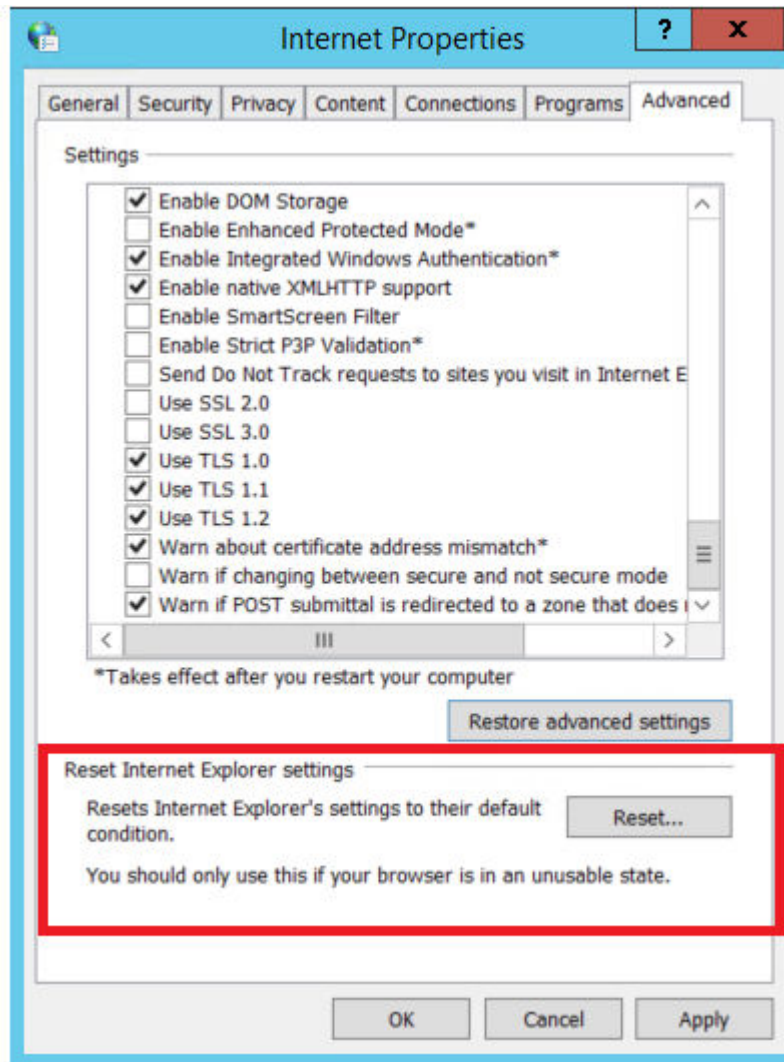 Internet Properties
?
x
General Security Privacy Content Connections Programs Advanced
Settings
Enable DOM Storage
Enable Enhanced Protected Mode*
Enable Integrated Windows Authentication*
Enable native XMLHTTP support
Enable SmartScreen Filter
Enable Strict P3P Validation*
Send Do Not Track requests to sites you visit in Internet E
Use SSL 2.0
Use SSL 3.0
Use TLS 1.0
Use TLS 1.1
Use TLS 1.2
Warn about certificate address mismatch*
Warn if changing between secure and not secure mode
Warn if POST submittal is redirected to a zone that does
*Takes effect after you restart your computer
Restore advanced settings
Reset Internet Explorer settings
Resets Internet Explorer's settings to their default
condition.
Reset...
You should only use this if your browser is in an unusable state.
OK Cancel Apply